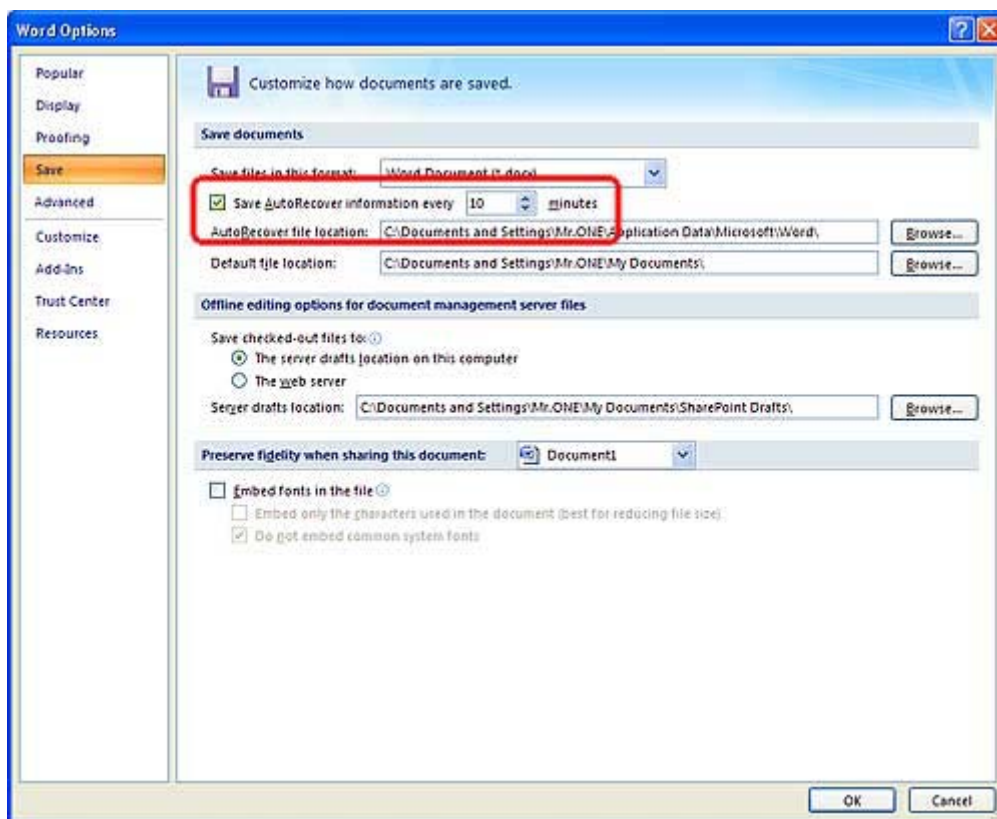 Word Options
Popular
Display
Proofing
Save
Advanced
Customize
Add-Ins
Trust Center
Resources
Customize how documents are saved.
Save documents
Save files in this format: Word Document (*.docx)
Save AutoRecover information every 10 minutes
AutoRecover file location: C:\Documents and Settings\Mr.ONE\Application Data\Microsoft\Word\ Browse...
Default file location: C:\Documents and Settings\Mr.ONE\My Documents\ Browse...
Offline editing options for document management server files
Save checked-out files to:
The server drafts location on this computer
The web server
Server drafts location: C:\Documents and Settings\Mr.ONE\My Documents\SharePoint Drafts\ Browse...
Preserve fidelity when sharing this document: Document1
Embed fonts in the file
Embed only the characters used in the document (best for reducing file size)
Do not embed common system fonts
OK Cancel